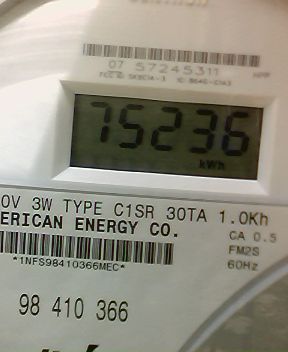 07 57245311
75236
kWh
0V 3W TYPE C1SR 30TA 1.0Kh
ERICAN ENERGY CO.
CA 0.5
FM2S
60Hz
*1NFS98410366MEC*
98 410 366